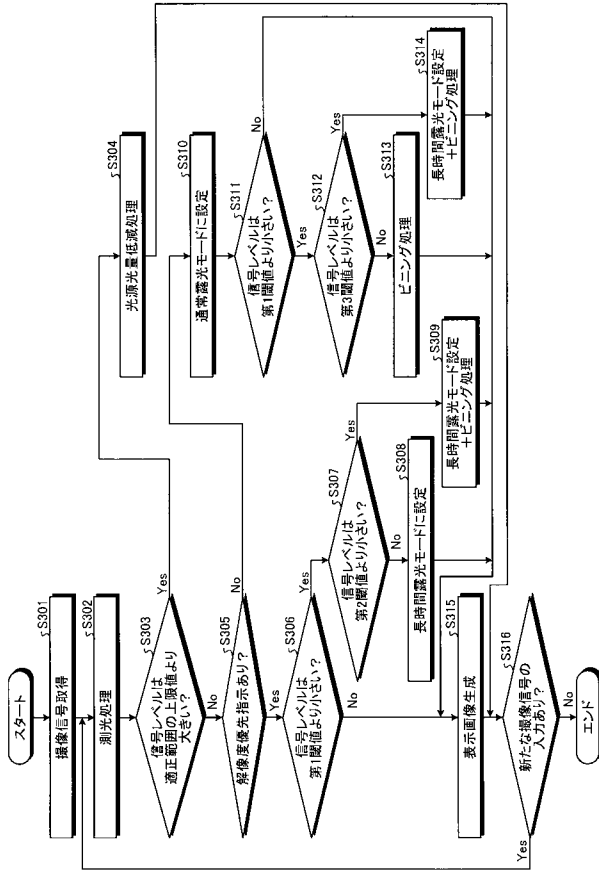 スタート
S301
撮像信号取得
S302
測光処理
S303
信号レベルは
適正範囲の上限値より
大きい?
Yes
No
S304
光源光量低減処理
S305
解像度優先指示あり?
No
Yes
S306
信号レベルは
第1閾値より小さい?
Yes
No
S307
信号レベルは
第2閾値より小さい?
Yes
No
S308
長時間露光モードに設定
S309
長時間露光モード設定
+ビニング処理
S310
通常露光モードに設定
S311
信号レベルは
第1閾値より小さい?
No
Yes
S312
信号レベルは
第3閾値より小さい?
Yes
No
S313
ビニング処理
S314
長時間露光モード設定
+ビニング処理
S315
表示画像生成
S316
新たな撮像信号の
入力あり?
Yes
No
エンド